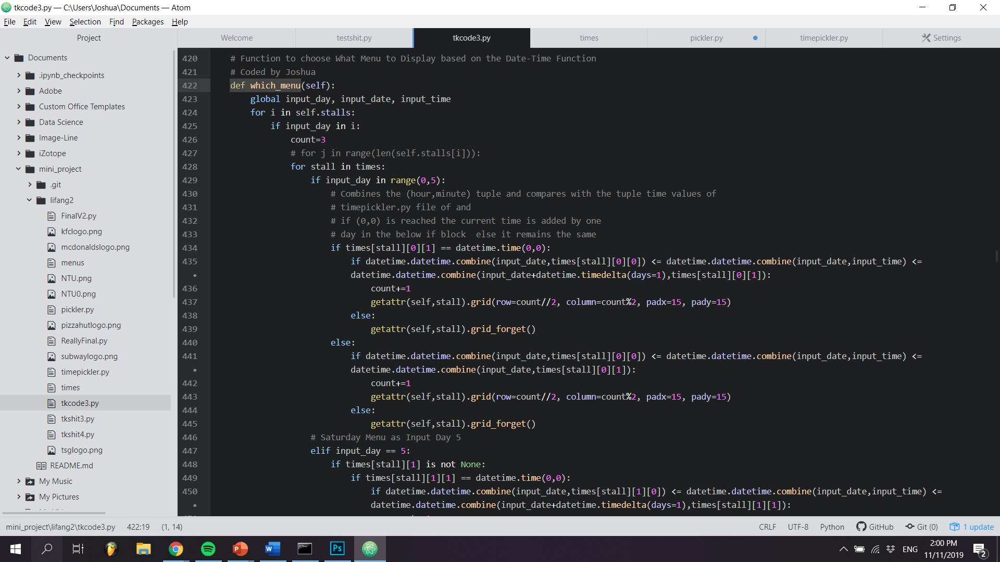 tkcode3.py — C:\Users\Joshua\Documents — Atom
File Edit View Selection Find Packages Help
Project
Welcome testshit.py tkcode3.py times pickler.py timepickler.py Settings
Documents
.ipynb_checkpoints
Adobe
Custom Office Templates
Data Science
Image-Line
iZotope
mini_project
.git
lifang2
FinalV2.py
kfclogo.png
mcdonaldslogo.png
menus
NTU.png
NTU0.png
pickler.py
pizzahutlogo.png
ReallyFinal.py
subwaylogo.png
timepickler.py
times
tkcode3.py
tkshit3.py
tkshit4.py
tsglogo.png
README.md
My Music
My Pictures
420 # Function to choose What Menu to Display based on the Date-Time Function
421 # Coded by Joshua
422 def which_menu(self):
423 global input_day, input_date, input_time
424 for i in self.stalls:
425 if input_day in i:
426 count=3
427 # for j in range(len(self.stalls[i])):
428 for stall in times:
429 if input_day in range(0,5):
430 # Combines the (hour,minute) tuple and compares with the tuple time values of
431 # timepickler.py file of and
432 # if (0,0) is reached the current time is added by one
433 # day in the below if block  else it remains the same
434 if times[stall][0][1] == datetime.time(0,0):
435 if datetime.datetime.combine(input_date,times[stall][0][0]) <= datetime.datetime.combine(input_date,input_time) <=
• datetime.datetime.combine(input_date+datetime.timedelta(days=1),times[stall][0][1]):
436 count+=1
437 getattr(self,stall).grid(row=count//2, column=count%2, padx=15, pady=15)
438 else:
439 getattr(self,stall).grid_forget()
440 else:
441 if datetime.datetime.combine(input_date,times[stall][0][0]) <= datetime.datetime.combine(input_date,input_time) <=
• datetime.datetime.combine(input_date,times[stall][0][1]):
442 count+=1
443 getattr(self,stall).grid(row=count//2, column=count%2, padx=15, pady=15)
444 else:
445 getattr(self,stall).grid_forget()
446 # Saturday Menu as Input Day 5
447 elif input_day == 5:
448 if times[stall][1] is not None:
449 if times[stall][1][1] == datetime.time(0,0):
450 if datetime.datetime.combine(input_date,times[stall][1][0]) <= datetime.datetime.combine(input_date,input_time) <=
• datetime.datetime.combine(input_date+datetime.timedelta(days=1),times[stall][1][1]):
mini_project\lifang2\tkcode3.py 422:19 (1, 14) CRLF UTF-8 Python GitHub Git (0) 1 update
P W Ps ENG 2:00 PM
11/11/2019 2